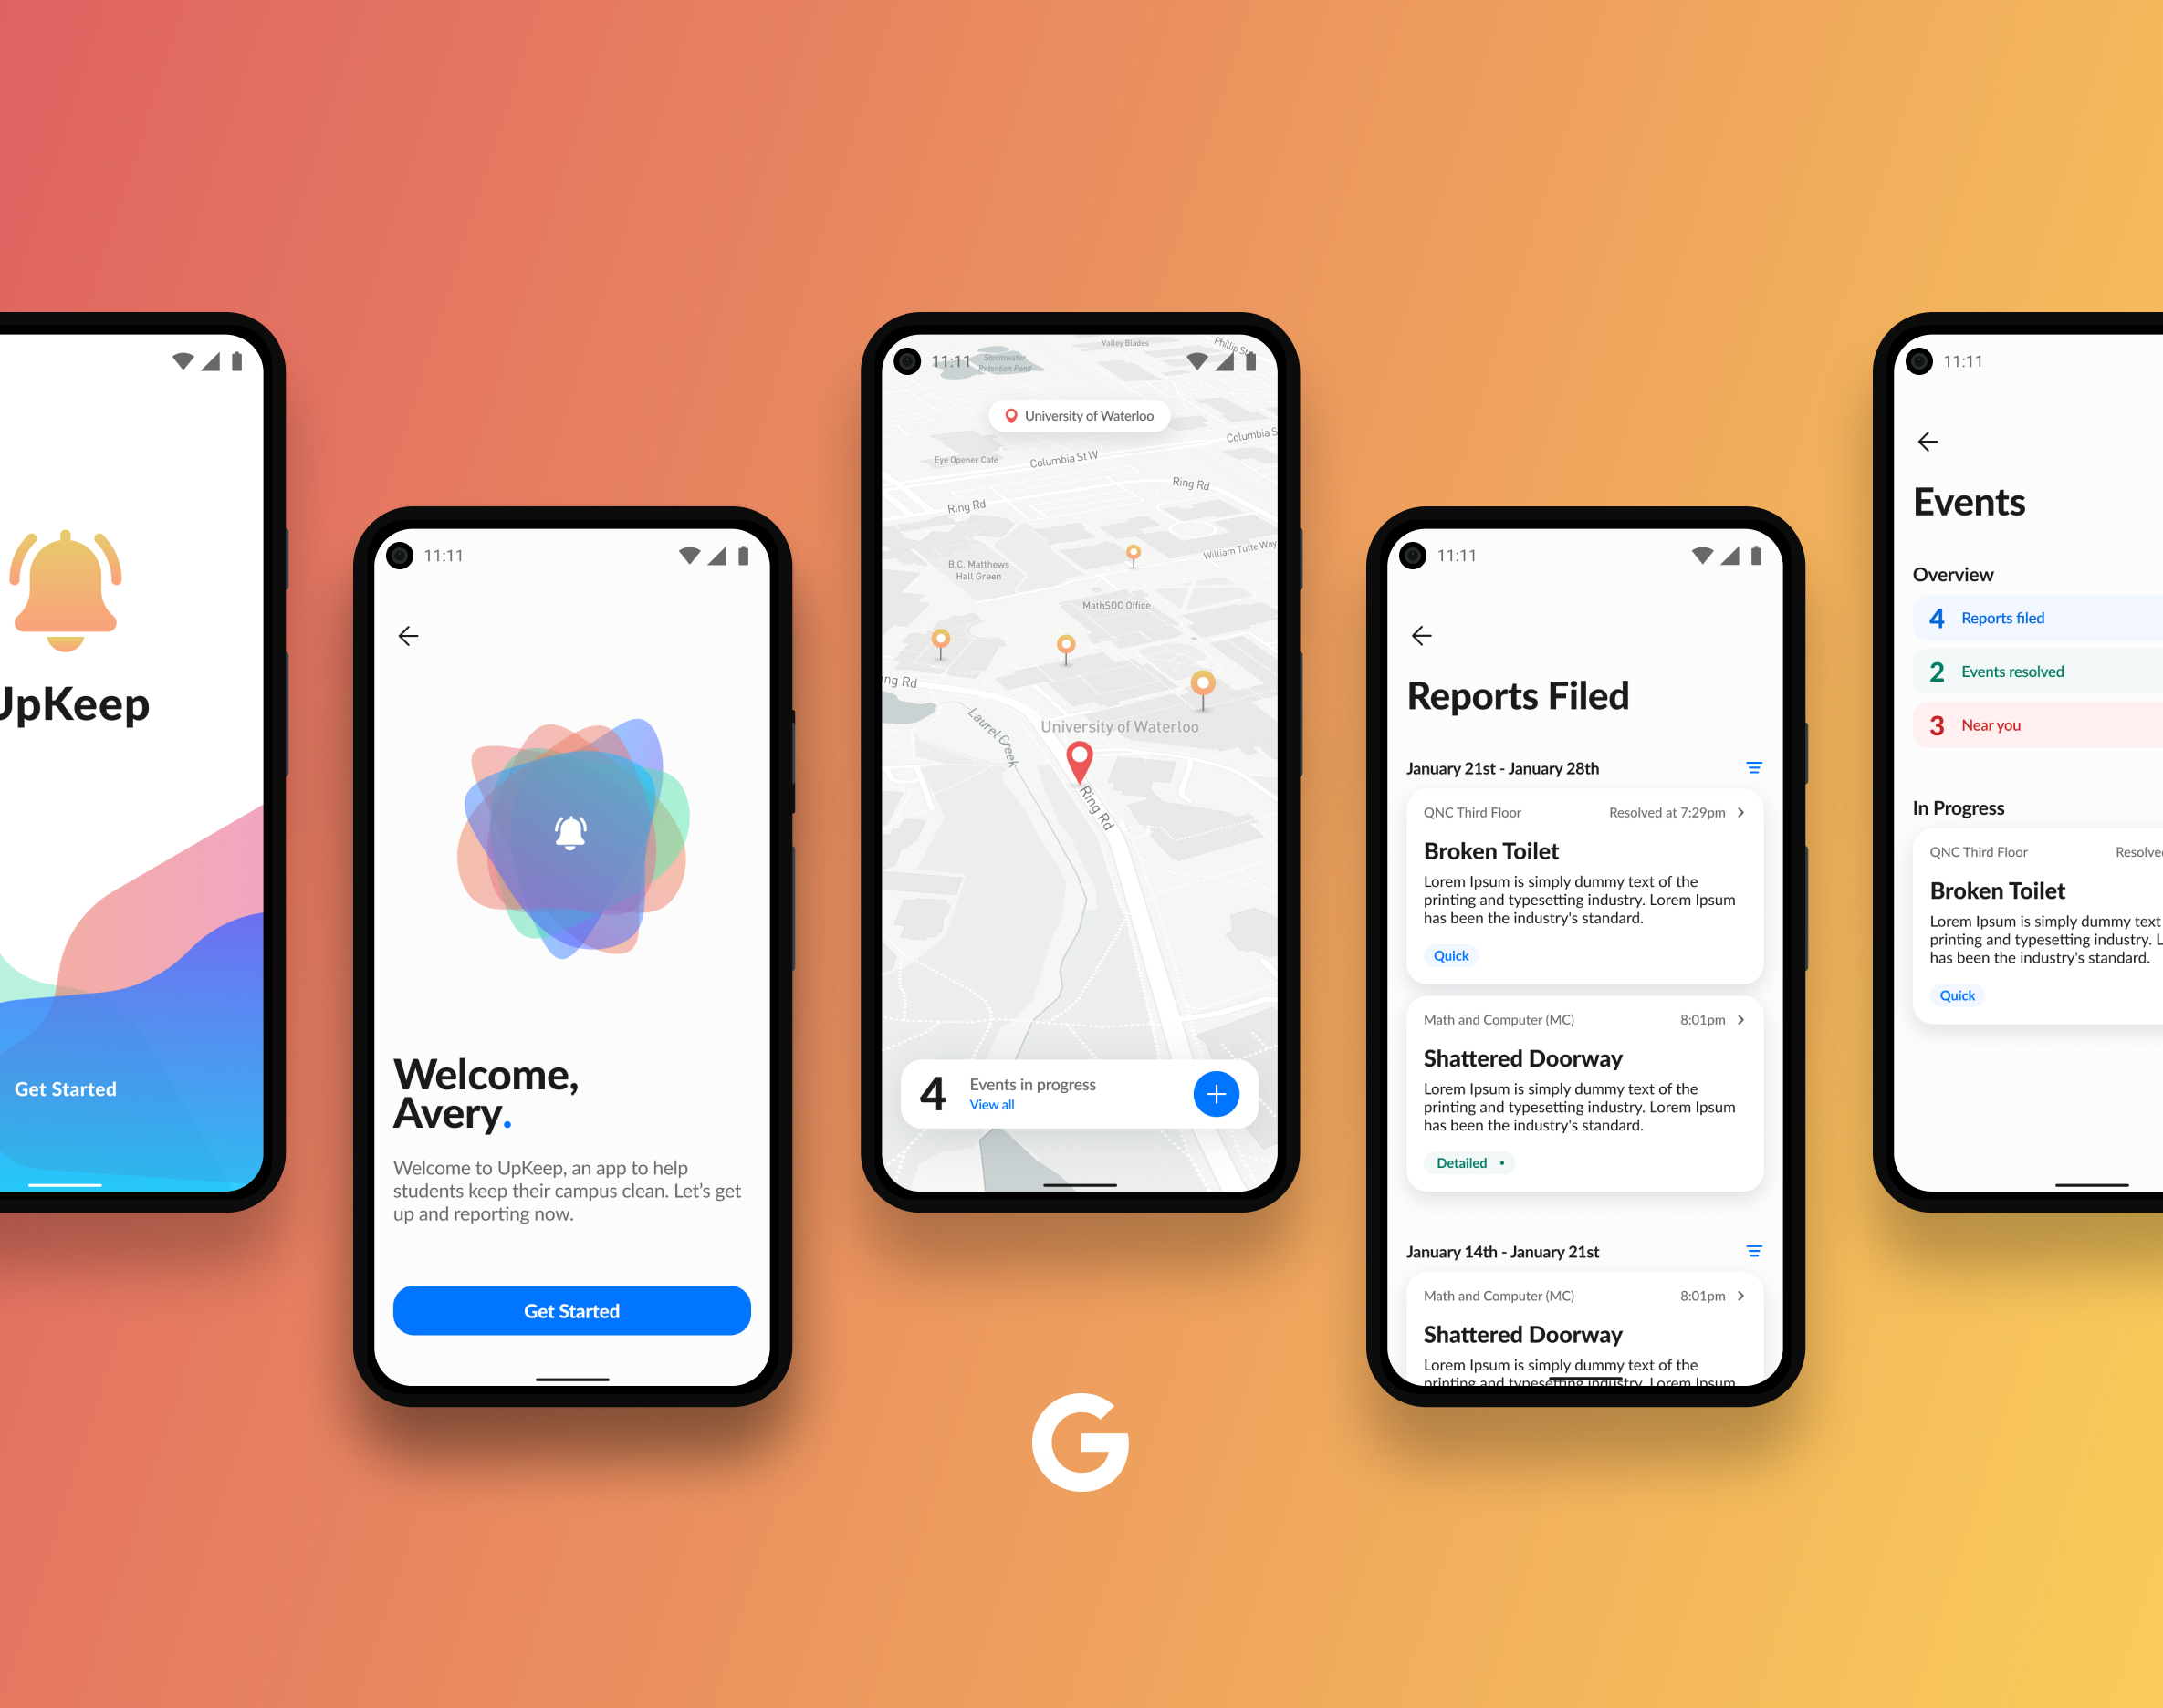 UpKeep
Get Started
11:11
Welcome,
Avery.
Welcome to UpKeep, an app to help
students keep their campus clean. Let's get
up and reporting now.
Get Started
11:11
Stormwater
Retention Pond
Valley Blades
Phillip St
University of Waterloo
Columbia S
Eye Opener Café
Columbia St W
Ring Rd
Ring Rd
William Tutte Way
B.C. Matthews
Hall Green
MathSOC Office
ing Rd
Laurel Creek
University of Waterloo
Ring Rd
4
Events in progress
View all
11:11
Reports Filed
January 21st - January 28th
QNC Third Floor Resolved at 7:29pm
Broken Toilet
Lorem Ipsum is simply dummy text of the
printing and typesetting industry. Lorem Ipsum
has been the industry's standard.
Quick
Math and Computer (MC) 8:01pm
Shattered Doorway
Lorem Ipsum is simply dummy text of the
printing and typesetting industry. Lorem Ipsum
has been the industry's standard.
Detailed •
January 14th - January 21st
Math and Computer (MC) 8:01pm
Shattered Doorway
Lorem Ipsum is simply dummy text of the
printing and typesetting industry. Lorem Ipsum
11:11
Events
Overview
4 Reports filed
2 Events resolved
3 Near you
In Progress
QNC Third Floor Resolve
Broken Toilet
Lorem Ipsum is simply dummy text
printing and typesetting industry. L
has been the industry's standard.
Quick
G